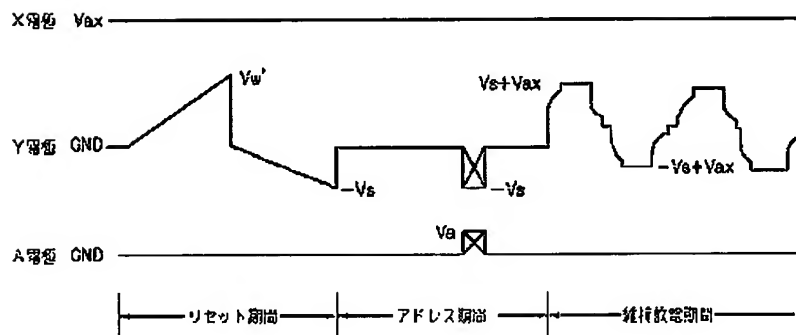 X電極 Vax
Vw'
Vs+Vax
Y電極 GND
-Vs
-Vs
-Vs+Vax
Va
A電極 GND
リセット期間
アドレス期間
維持放電期間